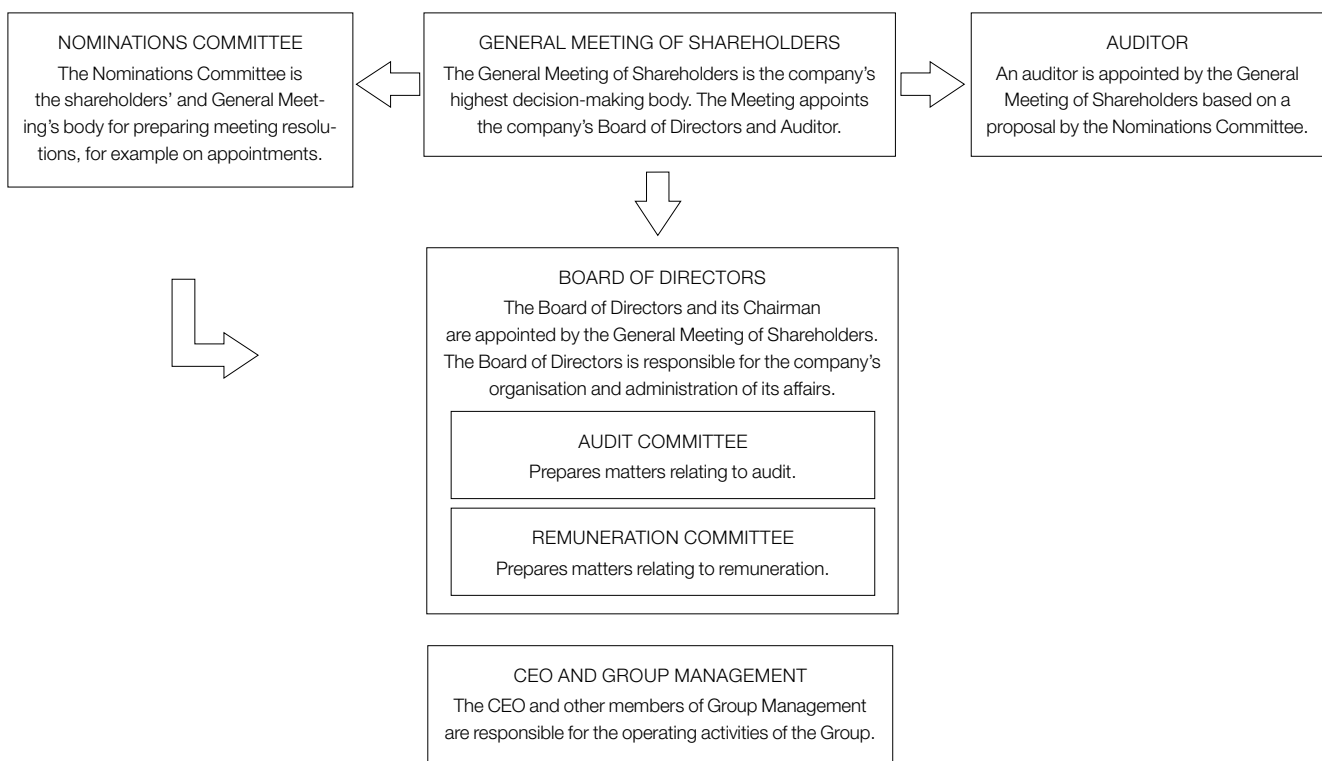 NOMINATIONS COMMITTEE
The Nominations Committee is
the shareholders’ and General Meet-
ing’s body for preparing meeting resolu-
tions, for example on appointments.
GENERAL MEETING OF SHAREHOLDERS
The General Meeting of Shareholders is the company’s
highest decision-making body. The Meeting appoints
the company’s Board of Directors and Auditor.
AUDITOR
An auditor is appointed by the General
Meeting of Shareholders based on a
proposal by the Nominations Committee.
BOARD OF DIRECTORS
The Board of Directors and its Chairman
are appointed by the General Meeting of Shareholders.
The Board of Directors is responsible for the company’s
organisation and administration of its affairs.
AUDIT COMMITTEE
Prepares matters relating to audit.
REMUNERATION COMMITTEE
Prepares matters relating to remuneration.
CEO AND GROUP MANAGEMENT
The CEO and other members of Group Management
are responsible for the operating activities of the Group.